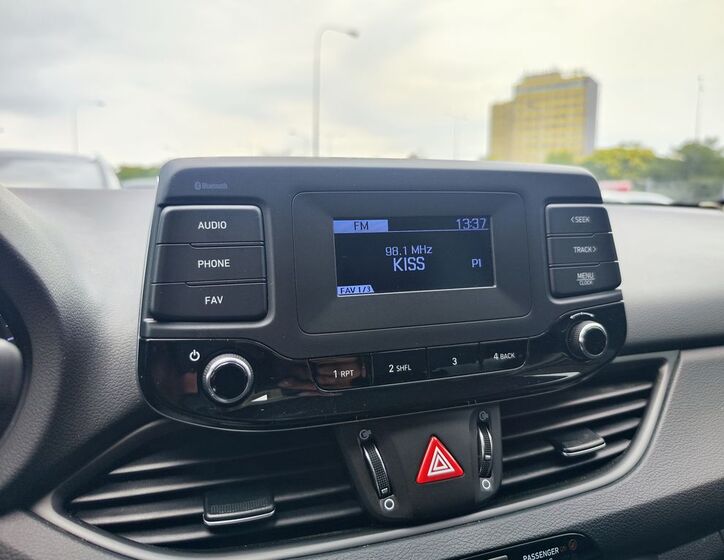 Bluetooth
AUDIO
PHONE
FAV
FM 13:37
98.1 MHz
KISS P1
FAV 1/3
<SEEK
TRACK>
MENU
CLOCK
1 RPT
2 SHFL
3
4 BACK
PASSENGER